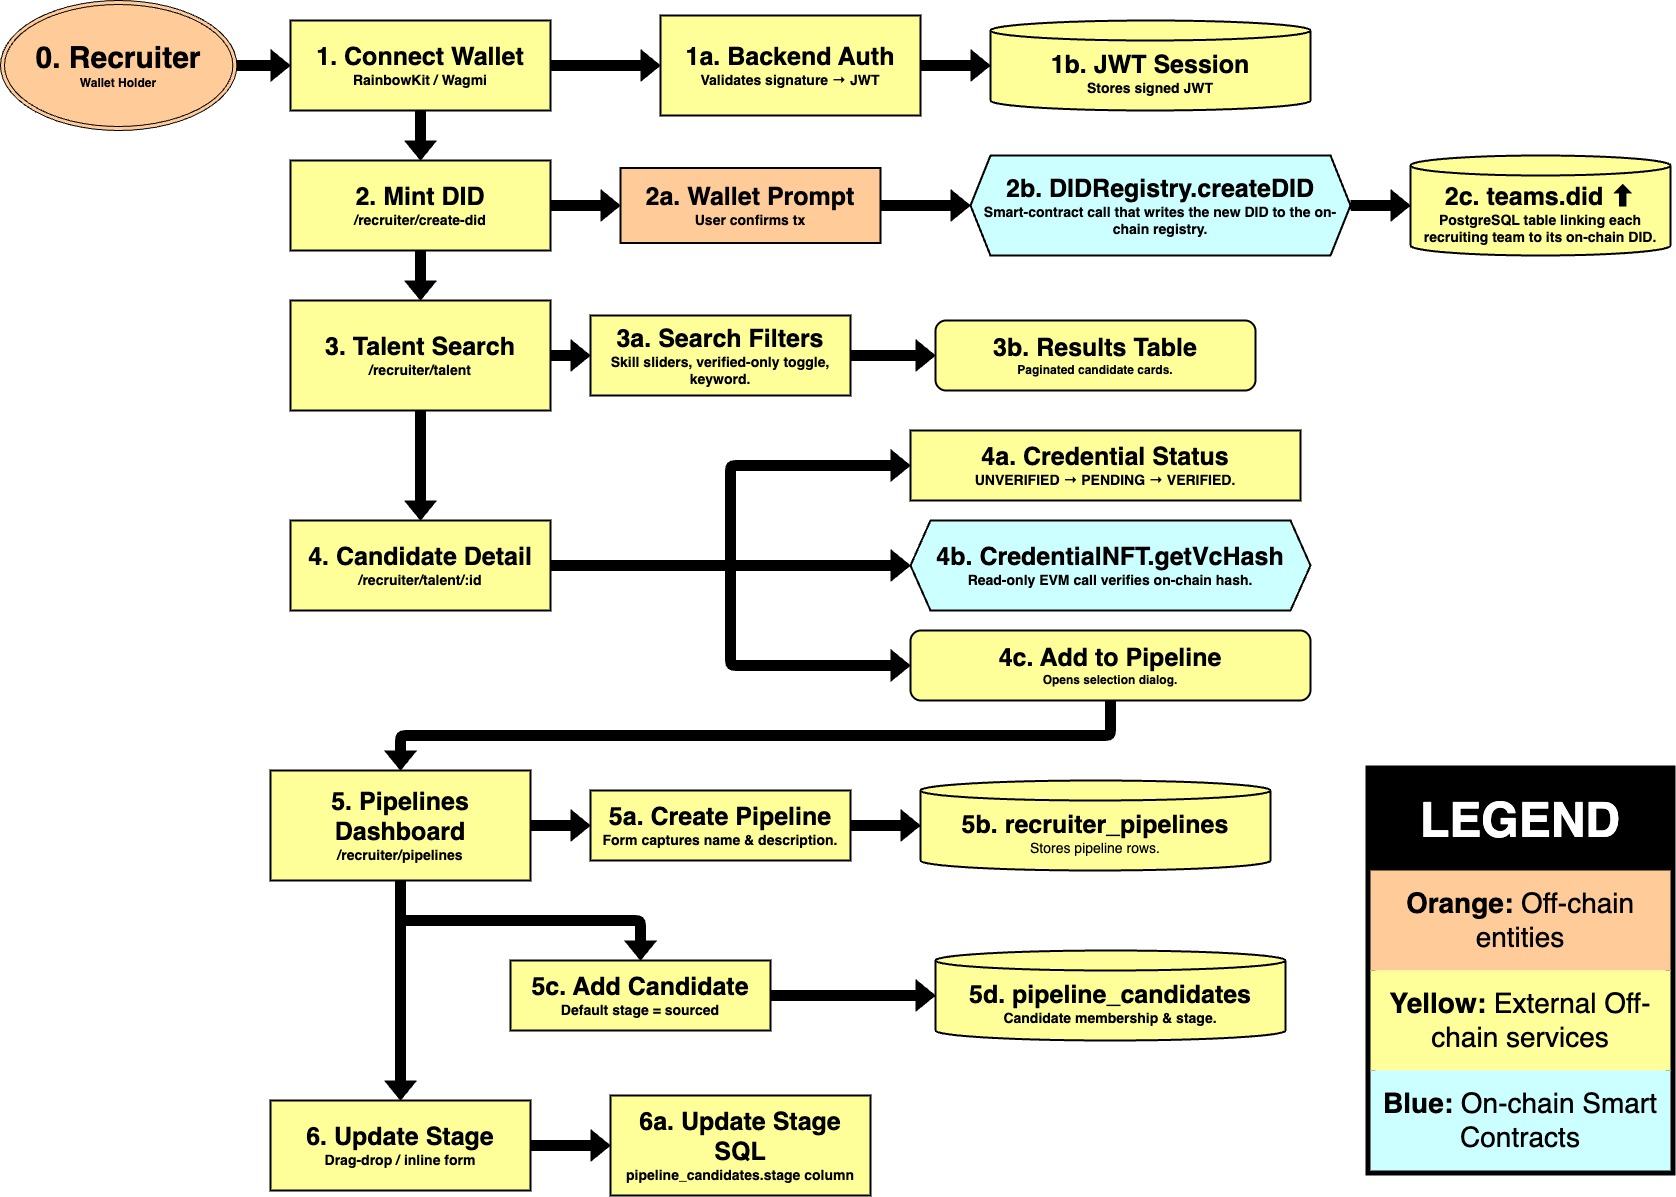 0. Recruiter
Wallet Holder
1. Connect Wallet
RainbowKit / Wagmi
1a. Backend Auth
Validates signature → JWT
1b. JWT Session
Stores signed JWT
2. Mint DID
/recruiter/create-did
2a. Wallet Prompt
User confirms tx
2b. DIDRegistry.createDID
Smart-contract call that writes the new DID to the on-
chain registry.
2c. teams.did ⬆
PostgreSQL table linking each
recruiting team to its on-chain DID.
3. Talent Search
/recruiter/talent
3a. Search Filters
Skill sliders, verified-only toggle,
keyword.
3b. Results Table
Paginated candidate cards.
4. Candidate Detail
/recruiter/talent/:id
4a. Credential Status
UNVERIFIED → PENDING → VERIFIED.
4b. CredentialNFT.getVcHash
Read-only EVM call verifies on-chain hash.
4c. Add to Pipeline
Opens selection dialog.
5. Pipelines
Dashboard
/recruiter/pipelines
5a. Create Pipeline
Form captures name & description.
5b. recruiter_pipelines
Stores pipeline rows.
5c. Add Candidate
Default stage = sourced
5d. pipeline_candidates
Candidate membership & stage.
6. Update Stage
Drag-drop / inline form
6a. Update Stage
SQL
pipeline_candidates.stage column
LEGEND
Orange: Off-chain
entities
Yellow: External Off-
chain services
Blue: On-chain Smart
Contracts